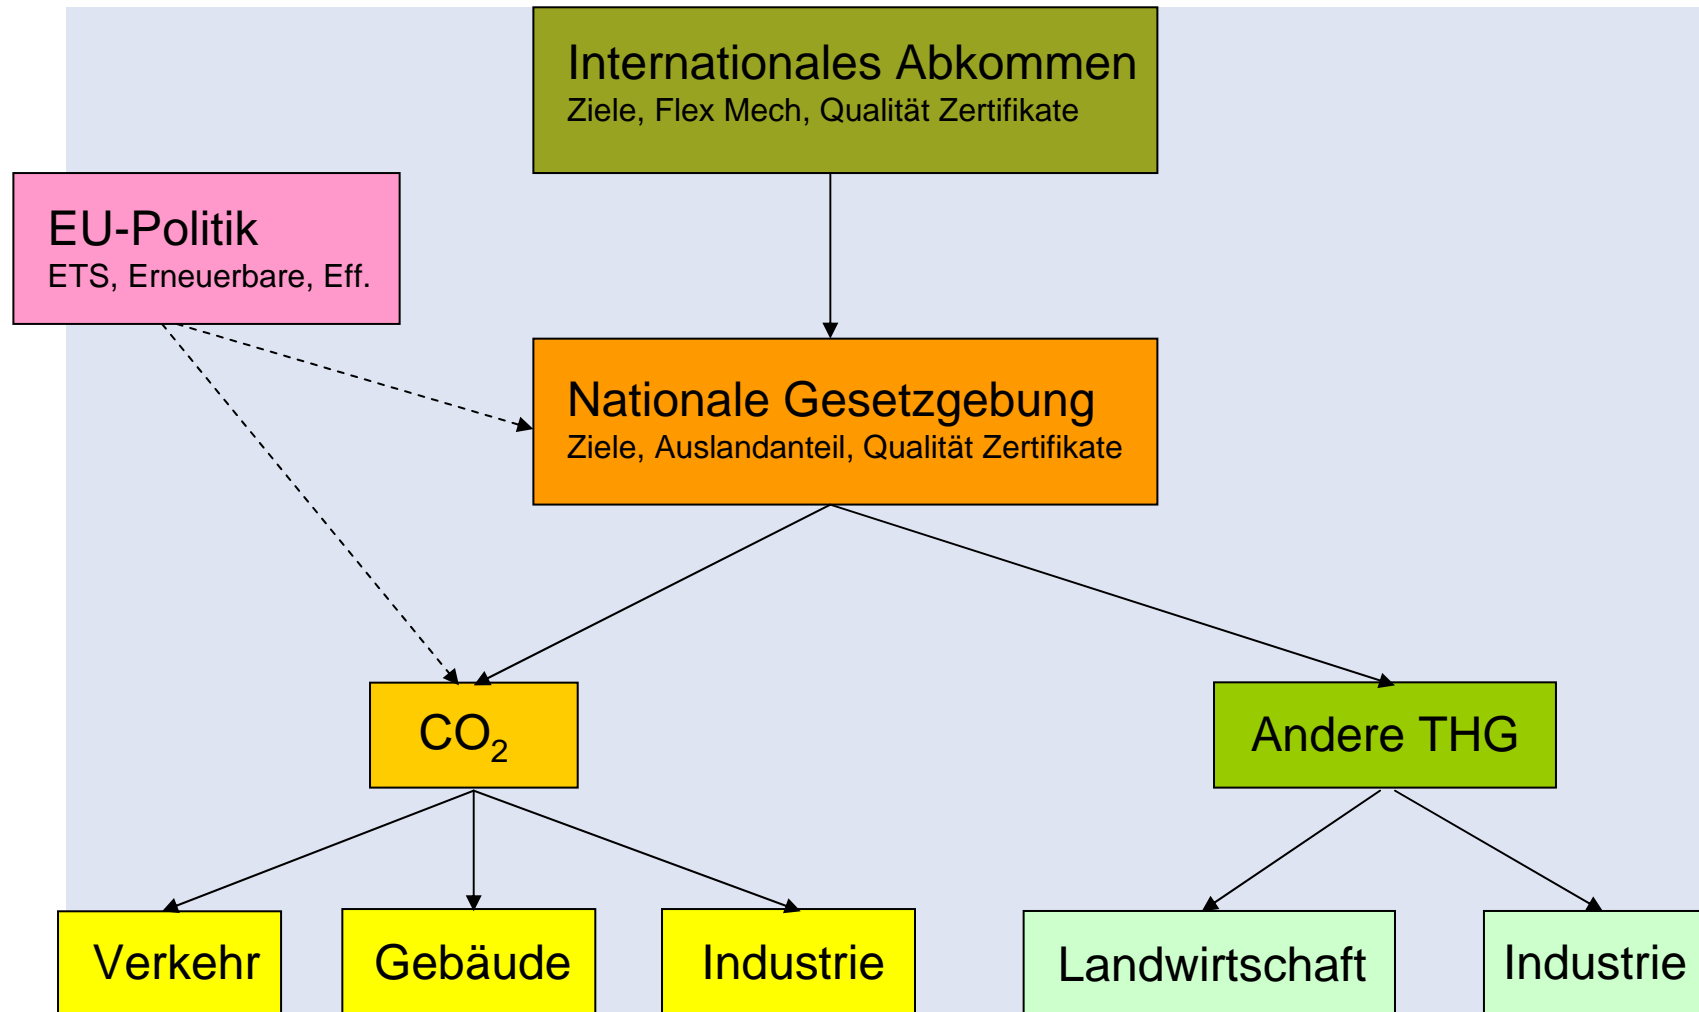 Internationales Abkommen
Ziele, Flex Mech, Qualität Zertifikate
EU-Politik
ETS, Erneuerbare, Eff.
Nationale Gesetzgebung
Ziele, Auslandanteil, Qualität Zertifikate
CO₂
Andere THG
Verkehr
Gebäude
Industrie
Landwirtschaft
Industrie